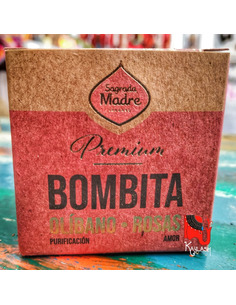 Sagrada
Madre
Premium
BOMBITA
OLÍBANO - ROSAS
PURIFICACIÓN AMOR